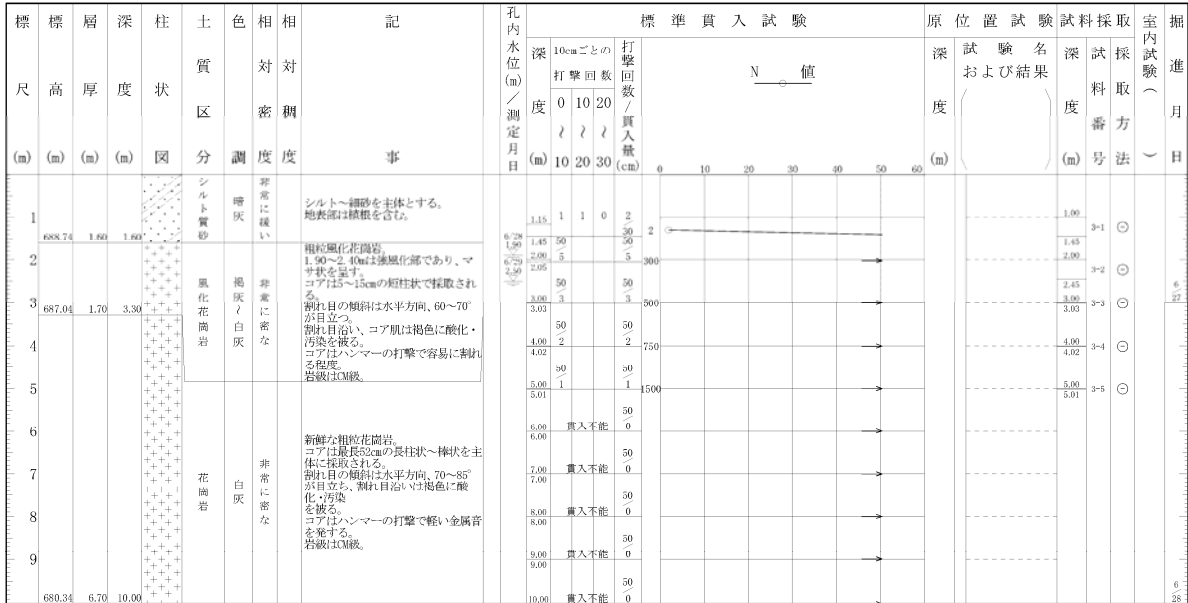 標尺(m)
標高(m)
層厚(m)
深度(m)
柱状図
土質区分
色調
相対密度
相対稠度
記事
孔内水位(m)/測定月日
標準貫入試験
深度(m)
10cmごとの
打撃回数
0 10 20
～ ～ ～
10 20 30
打撃回数/貫入量(cm)
N 値
0 10 20 30 40 50 60
原位置試験
深度(m)
試験名
および結果
試料採取
深度(m)
試料番号
採取方法
室内試験( )
掘進月日
1
2
3
4
5
6
7
8
9
688.74 1.60 1.60
687.04 1.70 3.30
680.34 6.70 10.00
シルト質砂
暗灰
非常に緩い
シルト～細砂を主体とする。
地表部は植根を含む。
風化花崗岩
褐灰～白灰
非常に密な
粗粒風化花崗岩。
1.90～2.40mは強風化部であり、マ
サ状を呈す。
コアは5～15cmの短柱状で採取され
る。
割れ目の傾斜は水平方向、60～70°
が目立つ。
割れ目沿い、コア肌は褐色に酸化・
汚染を被る。
コアはハンマーの打撃で容易に割れ
る程度。
岩級はCM級。
花崗岩
白灰
非常に密な
新鮮な粗粒花崗岩。
コアは最長52cmの長柱状～棒状を主
体に採取される。
割れ目の傾斜は水平方向、70～85°
が目立ち、割れ目沿いは褐色に酸
化・汚染
を被る。
コアはハンマーの打撃で軽い金属音
を発する。
岩級はCM級。
6/28
1.90
6/29
2.50
1.15 1 1 0 2/30 2
1.45
2.00 50/5 50/5 300
2.05
3.00 50/3 50/3 500
3.03
4.00 50/2 50/2 750
4.02
5.00 50/1 50/1 1500
5.01
6.00 貫入不能 50/0
6.00
7.00 貫入不能 50/0
7.00
8.00 貫入不能 50/0
8.00
9.00 貫入不能 50/0
9.00
10.00 貫入不能 50/0
1.00
1.45 3-1
2.00
2.45 3-2
3.00
3.03 3-3
4.00
4.02 3-4
5.00
5.01 3-5
6/27
6/28